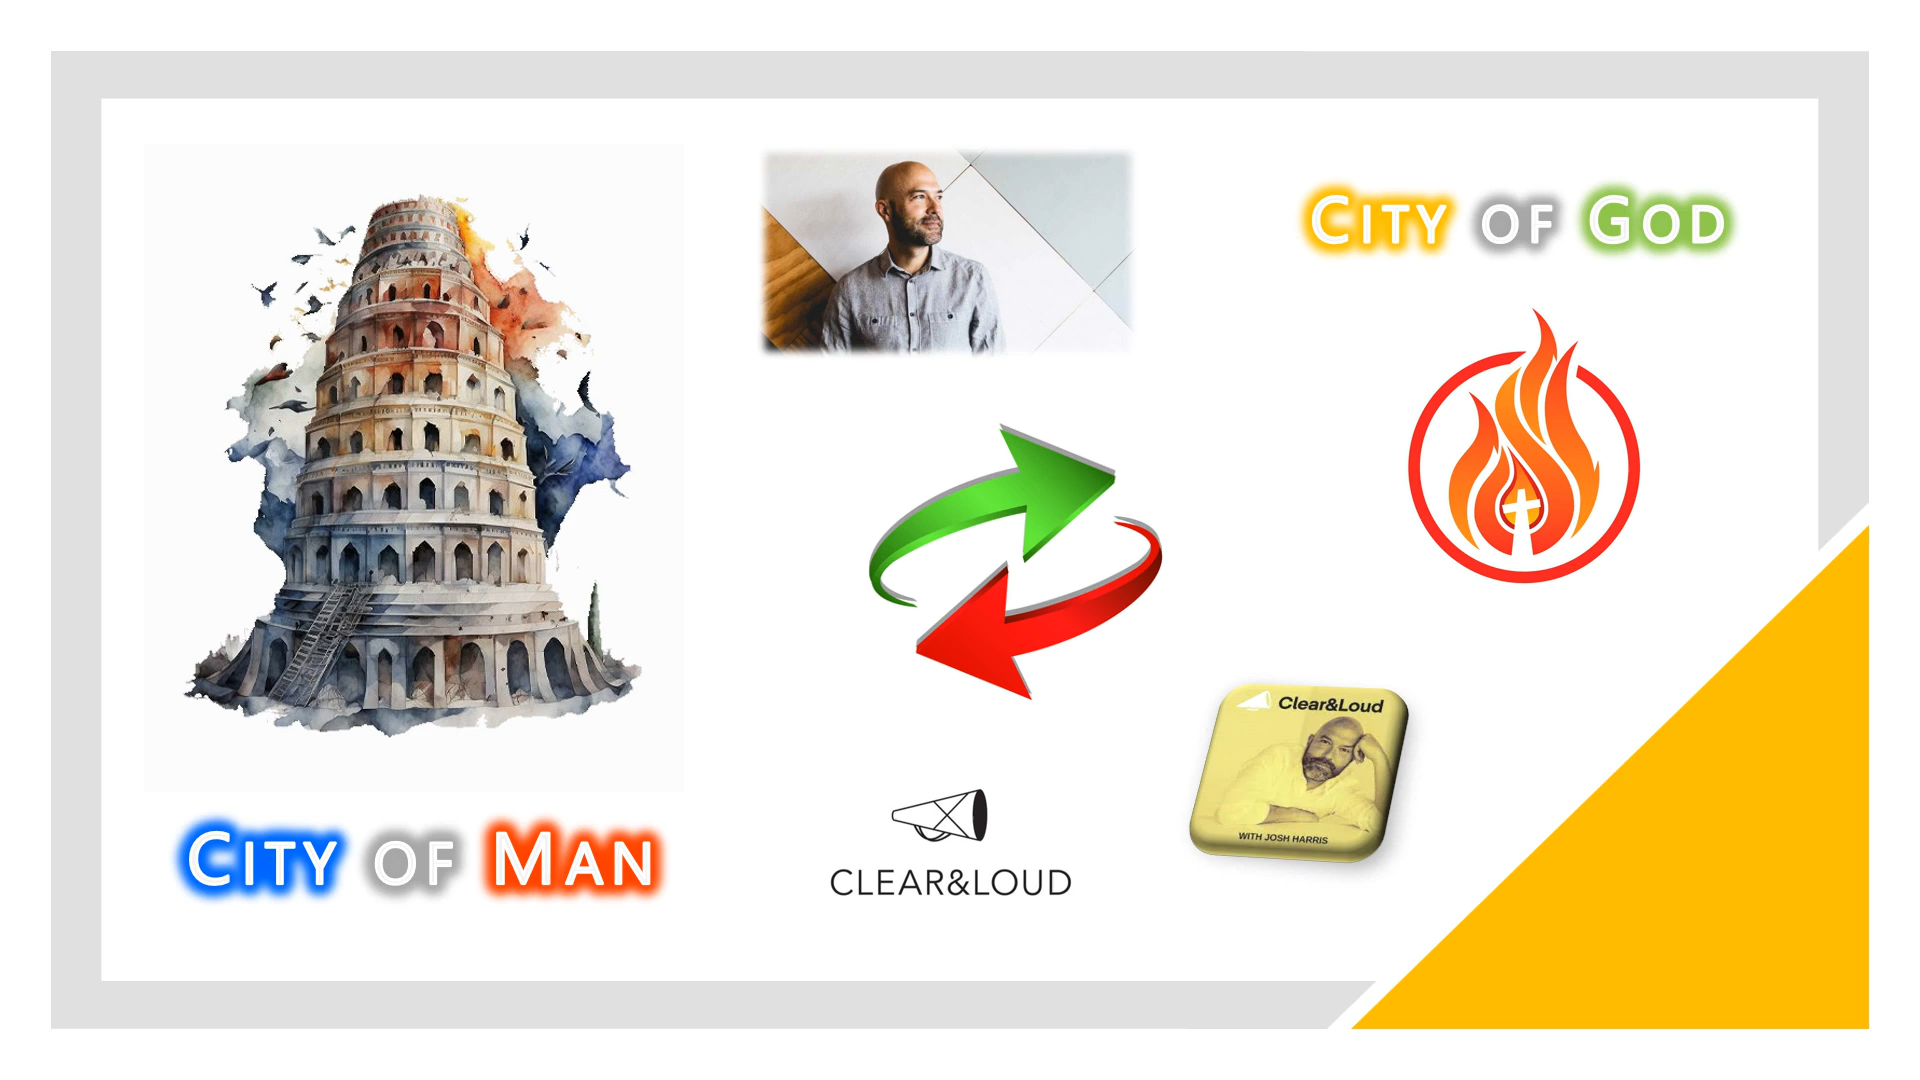 City of God
Clear&Loud
WITH JOSH HARRIS
City of Man
CLEAR&LOUD